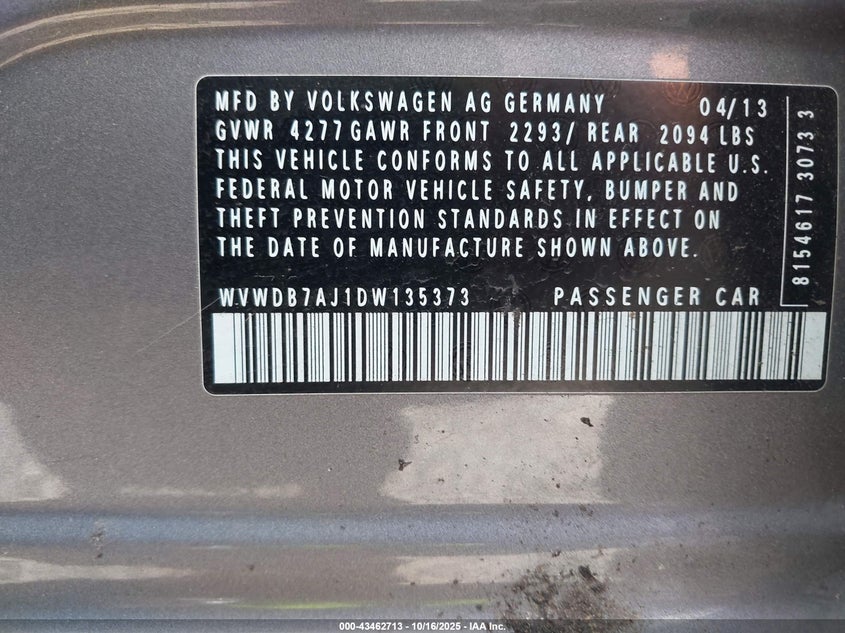 MFD BY VOLKSWAGEN AG GERMANY 04/13
GVWR 4277 GAWR FRONT 2293/ REAR 2094 LBS
THIS VEHICLE CONFORMS TO ALL APPLICABLE U.S.
FEDERAL MOTOR VEHICLE SAFETY, BUMPER AND
THEFT PREVENTION STANDARDS IN EFFECT ON
THE DATE OF MANUFACTURE SHOWN ABOVE.
WVWDB7AJ1DW135373 PASSENGER CAR
8154617 3073 3
000-43462713 - 10/16/2025 - IAA Inc.